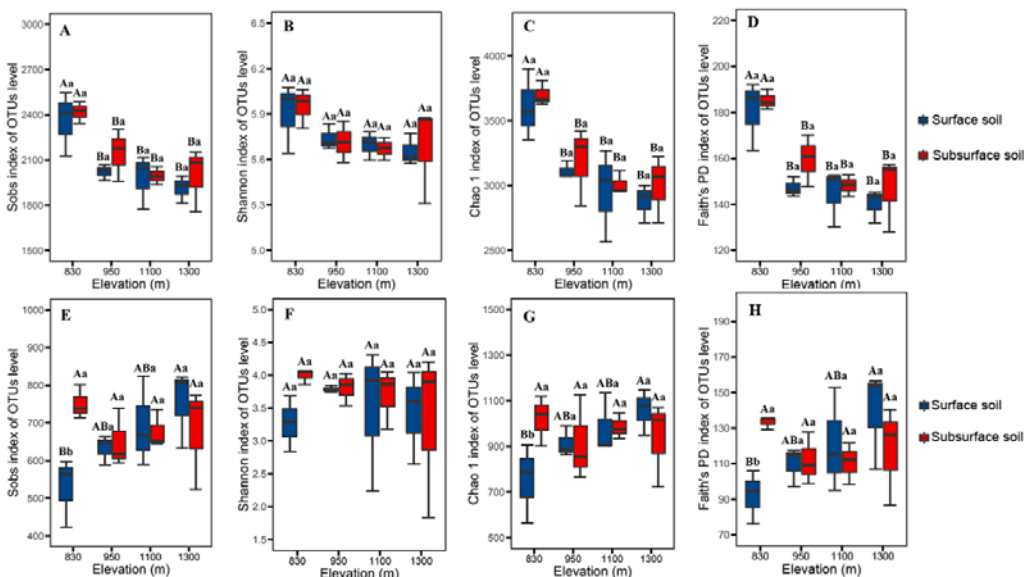 A
Sobs index of OTUs level
3000
2700
2400
2100
1800
1500
Aa Aa Ba Ba Ba Ba Ba Ba
830 950 1100 1300
Elevation (m)
B
Shannon index of OTUs level
6.5
6.2
5.9
5.6
5.3
5.0
Aa Aa Aa Aa Aa Aa Aa Aa
830 950 1100 1300
Elevation (m)
C
Chao 1 index of OTUs level
4000
3500
3000
2500
Aa Aa Ba Ba Ba Ba Ba Ba
830 950 1100 1300
Elevation (m)
D
Faith's PD index of OTUs level
220
200
180
160
140
120
Aa Aa Ba Ba Ba Ba Ba Ba
830 950 1100 1300
Elevation (m)
Surface soil
Subsurface soil
E
Sobs index of OTUs level
1000
900
800
700
600
500
400
Bb Aa ABa Aa ABa Aa Aa Aa
830 950 1100 1300
Elevation (m)
F
Shannon index of OTUs level
5.0
4.5
4.0
3.5
3.0
2.5
2.0
1.5
Aa Aa Aa Aa Aa Aa Aa Aa
830 950 1100 1300
Elevation (m)
G
Chao 1 index of OTUs level
1500
1300
1100
900
700
500
Bb Aa ABa Aa ABa Aa Aa Aa
830 950 1100 1300
Elevation (m)
H
Faith's PD index of OTUs level
190
170
150
130
110
90
70
Bb Aa ABa Aa ABa Aa Aa Aa
830 950 1100 1300
Elevation (m)
Surface soil
Subsurface soil